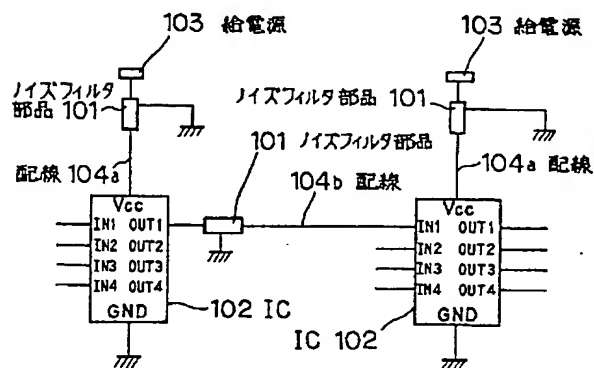 103 給電源
103 給電源
ノイズフィルタ
部品 101
ノイズフィルタ部品 101
101 ノイズフィルタ部品
配線 104a
104b 配線
104a 配線
Vcc
IN1 OUT1
IN2 OUT2
IN3 OUT3
IN4 OUT4
GND
102 IC
Vcc
IN1 OUT1
IN2 OUT2
IN3 OUT3
IN4 OUT4
GND
IC 102